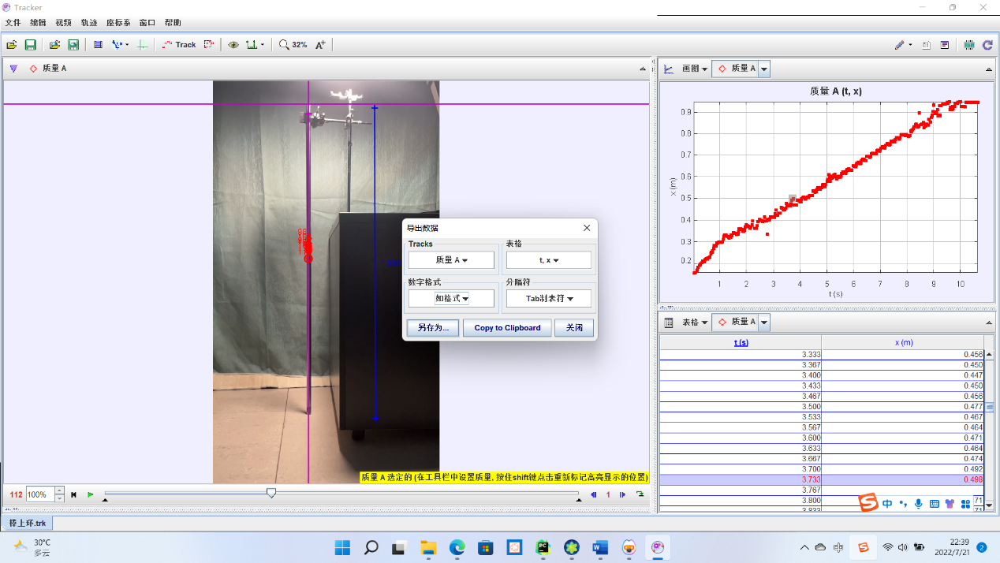 Tracker
文件 编辑 视频 轨迹 座标系 窗口 帮助
Track 32%
质量 A
画图 质量 A
质量 A (t, x)
x (m)
0.9
0.8
0.7
0.6
0.5
0.4
0.3
0.2
1 2 3 4 5 6 7 8 9 10
t (s)
导出数据
Tracks 表格
质量 A t, x
数字格式 分隔符
如格式 Tab制表符
另存为... Copy to Clipboard 关闭
质量 A 选定的 (在工具栏中设置质量, 按住shift键点击重新标记高亮显示的位置)
表格 质量 A
t (s) x (m)
3.333 0.456
3.367 0.450
3.400 0.447
3.433 0.450
3.467 0.456
3.500 0.477
3.533 0.467
3.567 0.464
3.600 0.471
3.633 0.464
3.667 0.474
3.700 0.492
3.733 0.498
3.767
3.800 71
3.833 71
中
112 100% 1
停上环.trk
30°C
多云
中
22:39
2022/7/21
2